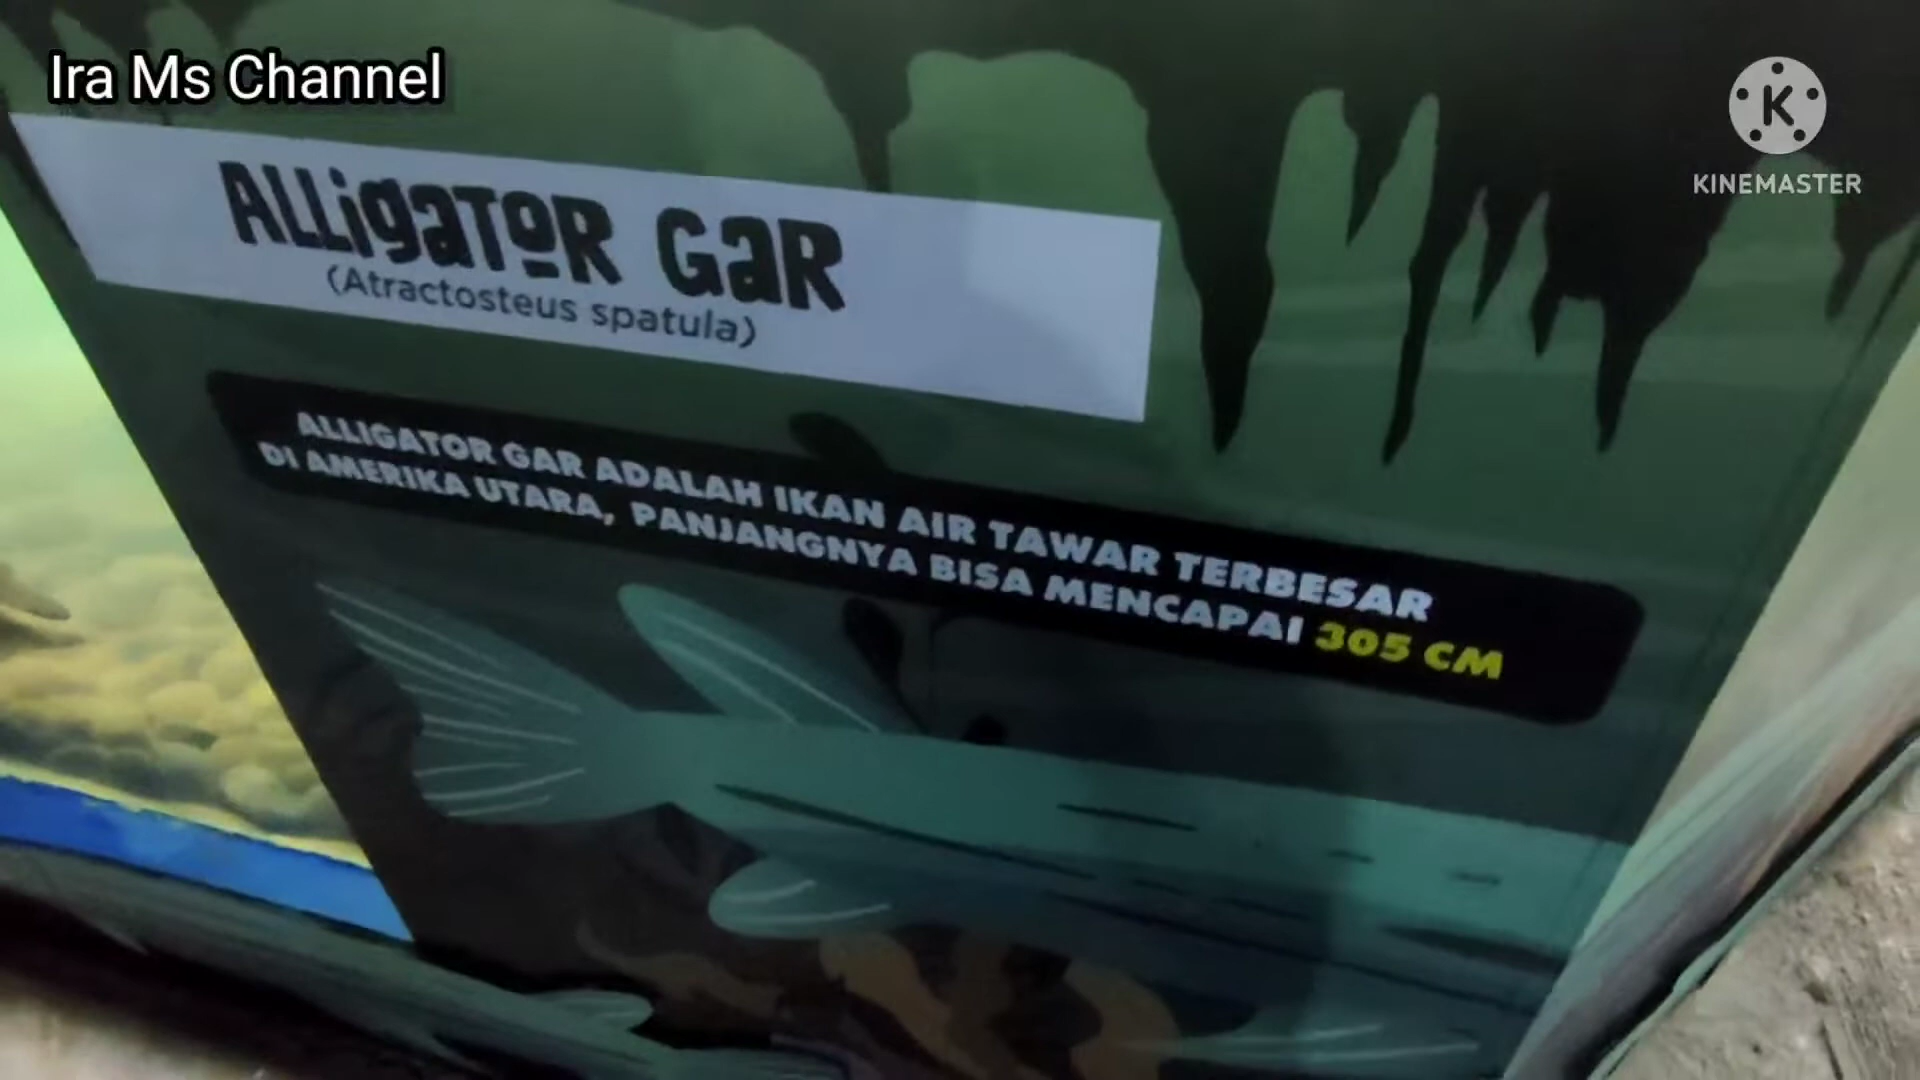 Ira Ms Channel
KINEMASTER
ALLigaToR GaR
(Atractosteus spatula)
ALLIGATOR GAR ADALAH IKAN AIR TAWAR TERBESAR
DI AMERIKA UTARA, PANJANGNYA BISA MENCAPAI 305 CM